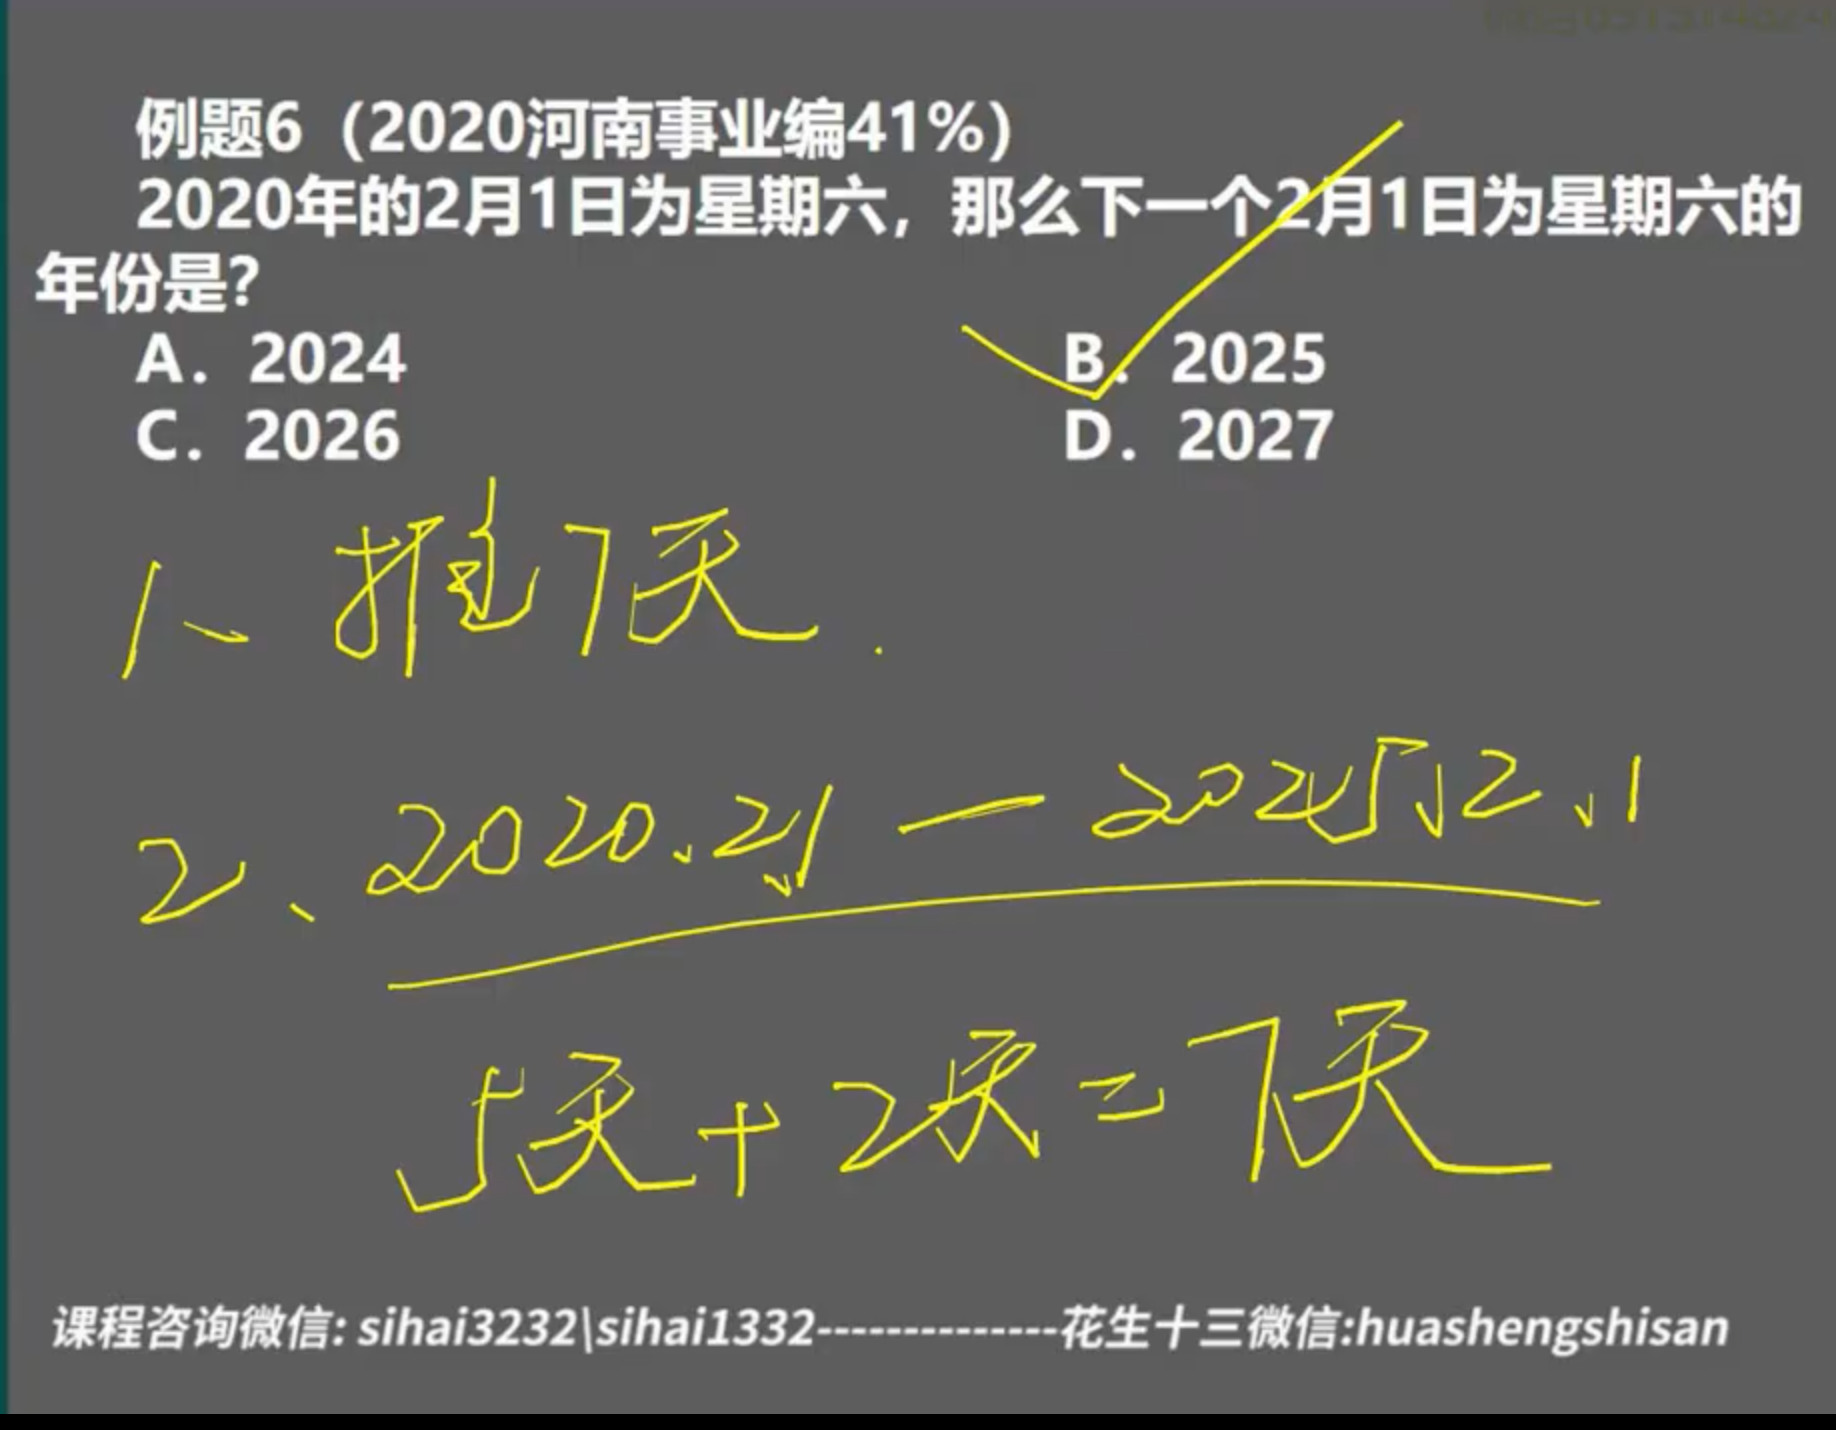 例题6（2020河南事业编41%）
2020年的2月1日为星期六，那么下一个2月1日为星期六的
年份是？
A．2024 B．2025
C．2026 D．2027
1、推7天．
2、2020.2.1—2025.2.1
5天+2天=7天
课程咨询微信: sihai3232\sihai1332--------------花生十三微信:huashengshisan